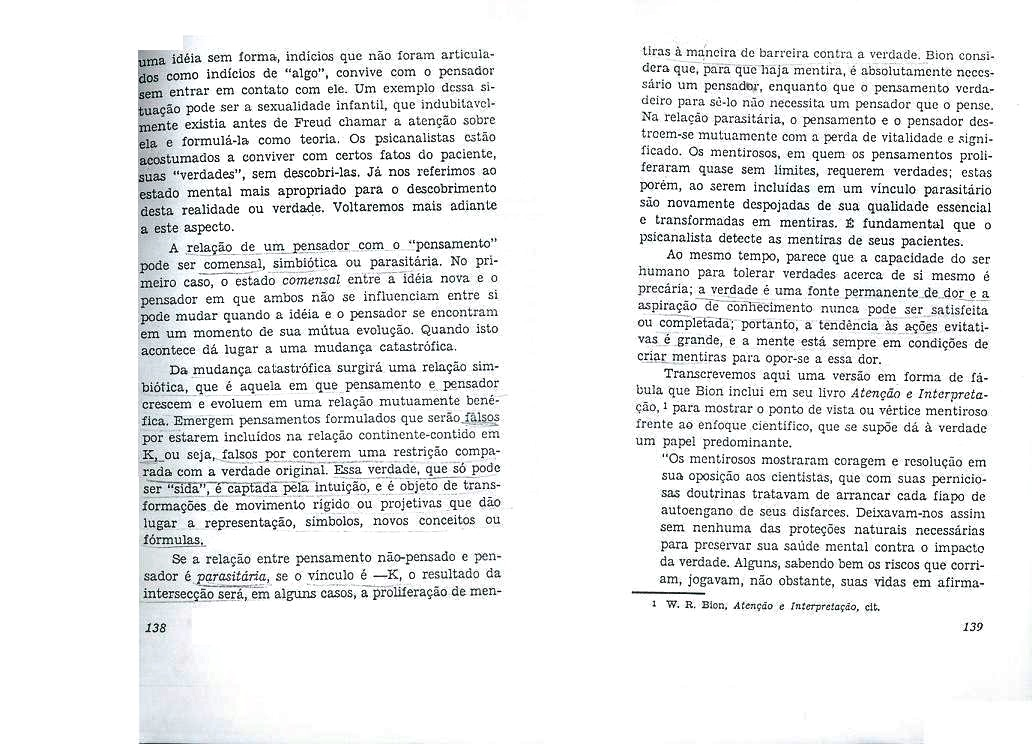 uma idéia sem forma, indícios que não foram articula-
dos como indícios de “algo”, convive com o pensador
sem entrar em contato com ele. Um exemplo dessa si-
tuação pode ser a sexualidade infantil, que indubitavel-
mente existia antes de Freud chamar a atenção sobre
ela e formulá-la como teoria. Os psicanalistas estão
acostumados a conviver com certos fatos do paciente,
suas “verdades”, sem descobri-las. Já nos referimos ao
estado mental mais apropriado para o descobrimento
desta realidade ou verdade. Voltaremos mais adiante
a este aspecto.
A relação de um pensador com o “pensamento”
pode ser comensal, simbiótica ou parasitária. No pri-
meiro caso, o estado comensal entre a idéia nova e o
pensador em que ambos não se influenciam entre si
pode mudar quando a idéia e o pensador se encontram
em um momento de sua mútua evolução. Quando isto
acontece dá lugar a uma mudança catastrófica.
Da mudança catastrófica surgirá uma relação sim-
biótica, que é aquela em que pensamento e pensador
crescem e evoluem em uma relação mutuamente bené-
fica. Emergem pensamentos formulados que serão falsos
por estarem incluídos na relação continente-contido em
K, ou seja, falsos por conterem uma restrição compa-
rada com a verdade original. Essa verdade, que só pode
ser “sida”, é captada pela intuição, e é objeto de trans-
formações de movimento rígido ou projetivas que dão
lugar a representação, símbolos, novos conceitos ou
fórmulas.
Se a relação entre pensamento não-pensado e pen-
sador é parasitária, se o vínculo é —K, o resultado da
intersecção será, em alguns casos, a proliferação de men-
138
tiras à maneira de barreira contra a verdade. Bion consi-
dera que, para que haja mentira, é absolutamente neces-
sário um pensador, enquanto que o pensamento verda-
deiro para sê-lo não necessita um pensador que o pense.
Na relação parasitária, o pensamento e o pensador des-
troem-se mutuamente com a perda de vitalidade e signi-
ficado. Os mentirosos, em quem os pensamentos proli-
feraram quase sem limites, requerem verdades; estas
porém, ao serem incluídas em um vínculo parasitário
são novamente despojadas de sua qualidade essencial
e transformadas em mentiras. É fundamental que o
psicanalista detecte as mentiras de seus pacientes.
Ao mesmo tempo, parece que a capacidade do ser
humano para tolerar verdades acerca de si mesmo é
precária; a verdade é uma fonte permanente de dor e a
aspiração de conhecimento nunca pode ser satisfeita
ou completada; portanto, a tendência às ações evitati-
vas é grande, e a mente está sempre em condições de
criar mentiras para opor-se a essa dor.
Transcrevemos aqui uma versão em forma de fá-
bula que Bion inclui em seu livro Atenção e Interpreta-
ção, 1 para mostrar o ponto de vista ou vértice mentiroso
frente ao enfoque científico, que se supõe dá à verdade
um papel predominante.
“Os mentirosos mostraram coragem e resolução em
sua oposição aos cientistas, que com suas pernicio-
sas doutrinas tratavam de arrancar cada fiapo de
autoengano de seus disfarces. Deixavam-nos assim
sem nenhuma das proteções naturais necessárias
para preservar sua saúde mental contra o impacto
da verdade. Alguns, sabendo bem os riscos que corri-
am, jogavam, não obstante, suas vidas em afirma-
1 W. R. Bion, Atenção e Interpretação, cit.
139